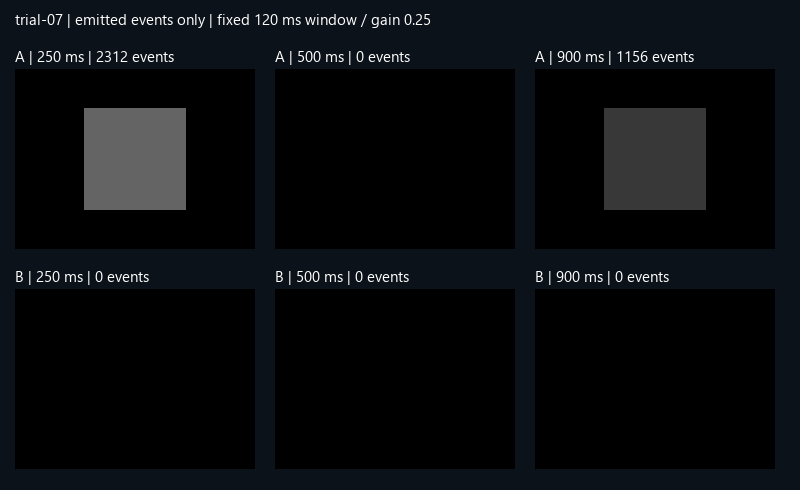 trial-07 | emitted events only | fixed 120 ms window / gain 0.25
A | 250 ms | 2312 events
A | 500 ms | 0 events
A | 900 ms | 1156 events
B | 250 ms | 0 events
B | 500 ms | 0 events
B | 900 ms | 0 events